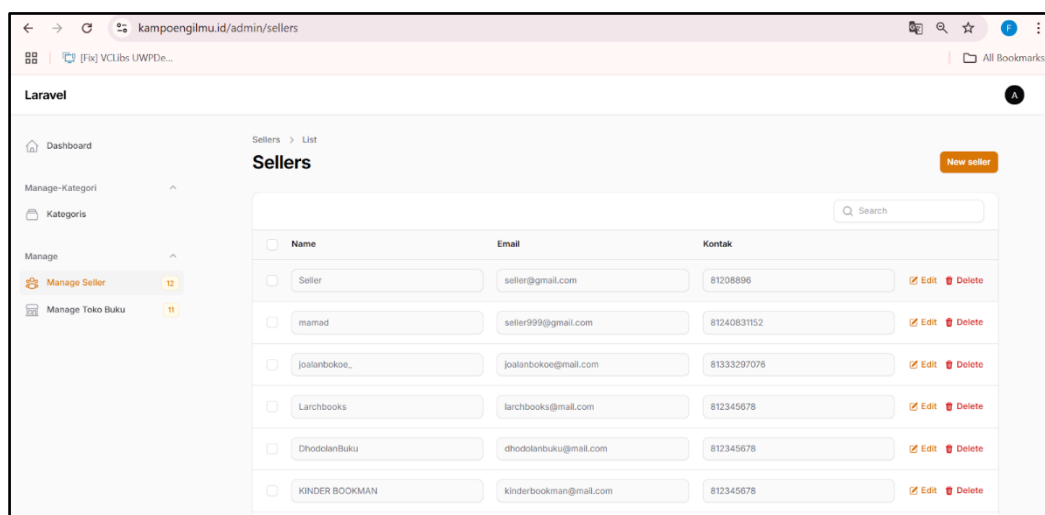 kampoengilmu.id/admin/sellers
F
[Fix] VCLibs UWPDe...
All Bookmarks
Laravel
A
Dashboard
Manage-Kategori
Kategoris
Manage
Manage Seller 12
Manage Toko Buku 11
Sellers > List
Sellers
New seller
Search
Name Email Kontak
Seller seller@gmail.com 81208896 Edit Delete
mamad seller999@gmail.com 81240831152 Edit Delete
joalanbokoe_ joalanbokoe@mail.com 81333297076 Edit Delete
Larchbooks larchbooks@mail.com 812345678 Edit Delete
DhodolanBuku dhodolanbuku@mail.com 812345678 Edit Delete
KINDER BOOKMAN kinderbookman@mail.com 812345678 Edit Delete